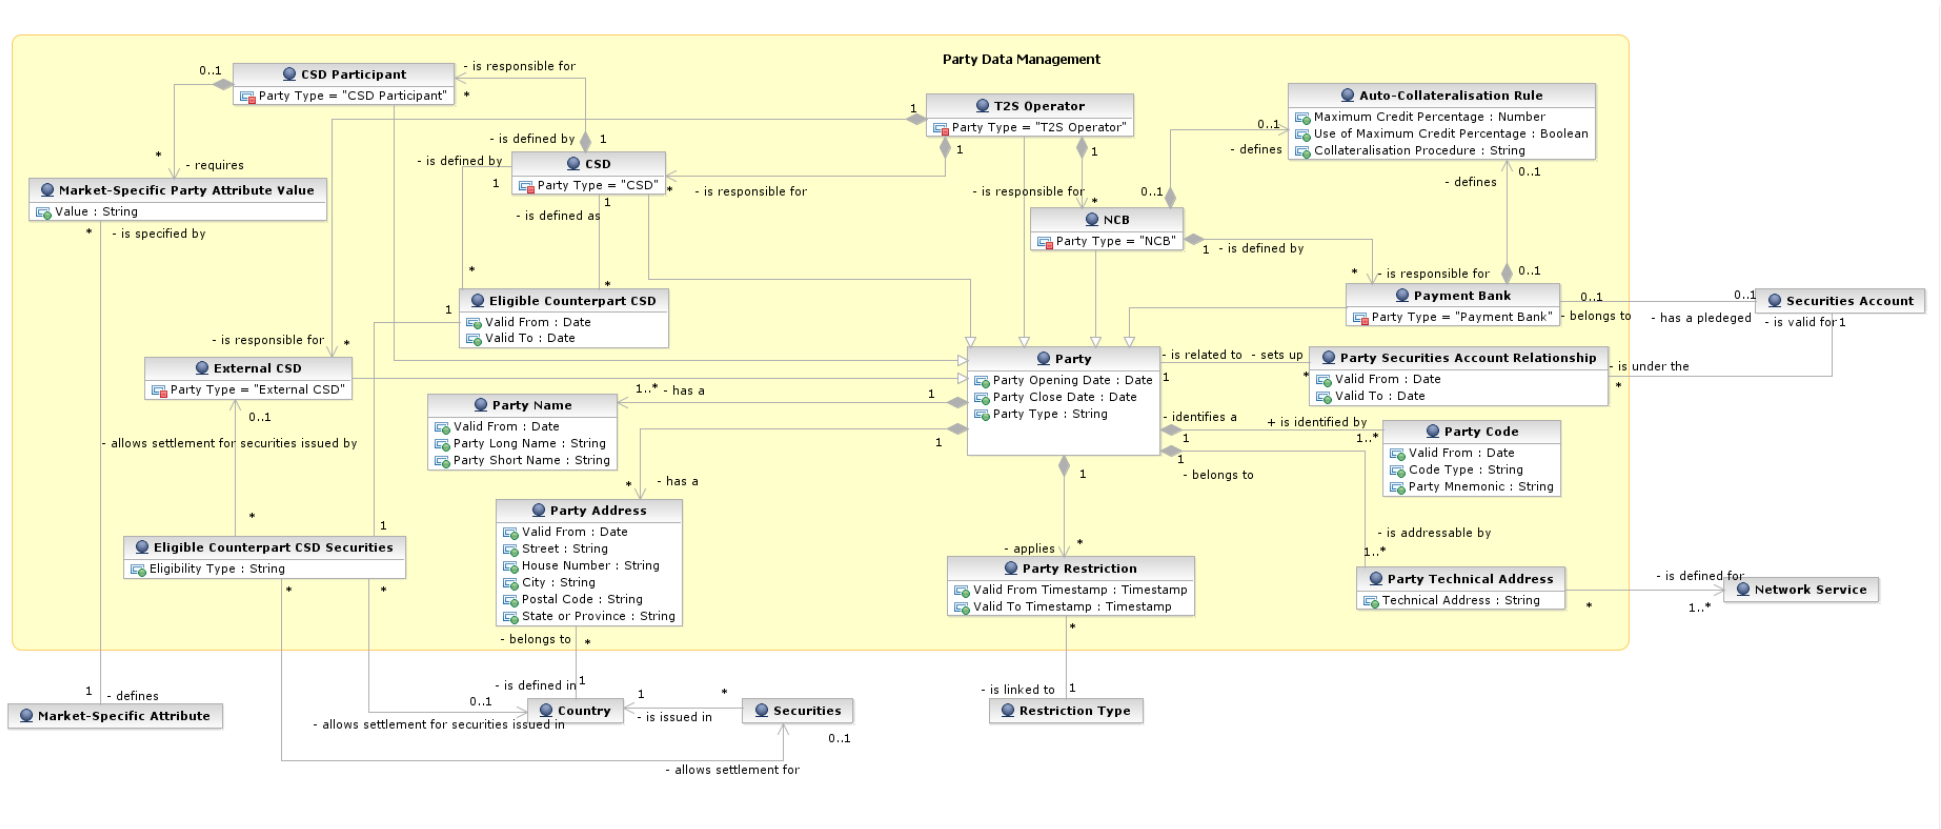 Party Data Management
CSD Participant
Party Type = "CSD Participant"
0..1
*
- requires
- is responsible for
*
- is defined by
1
T2S Operator
Party Type = "T2S Operator"
1
1
1
Auto-Collateralisation Rule
Maximum Credit Percentage : Number
Use of Maximum Credit Percentage : Boolean
Collateralisation Procedure : String
0..1
- defines
0..1
- defines
CSD
Party Type = "CSD"
- is defined by
1
*
- is responsible for
1
- is defined as
Market-Specific Party Attribute Value
Value : String
*
- is specified by
- is responsible for
*
0..1
NCB
Party Type = "NCB"
1
- is defined by
*
- is responsible for
0..1
Payment Bank
Party Type = "Payment Bank"
0..1
- belongs to
0..1
- has a pledeged
Securities Account
- is valid for
1
*
*
Eligible Counterpart CSD
Valid From : Date
Valid To : Date
1
- is responsible for
*
External CSD
Party Type = "External CSD"
0..1
- allows settlement for securities issued by
*
Party
Party Opening Date : Date
Party Close Date : Date
Party Type : String
- is related to
- sets up
1
*
Party Securities Account Relationship
Valid From : Date
Valid To : Date
- is under the
*
1..*
- has a
1
Party Name
Valid From : Date
Party Long Name : String
Party Short Name : String
1
*
- has a
- identifies a
+ is identified by
1
1..*
Party Code
Valid From : Date
Code Type : String
Party Mnemonic : String
1
- belongs to
- is addressable by
1..*
1
- applies
*
Party Address
Valid From : Date
Street : String
House Number : String
City : String
Postal Code : String
State or Province : String
1
Eligible Counterpart CSD Securities
Eligibility Type : String
*
*
Party Restriction
Valid From Timestamp : Timestamp
Valid To Timestamp : Timestamp
*
Party Technical Address
Technical Address : String
*
- is defined for
1..*
Network Service
- belongs to
*
- is defined in
1
1
- defines
Market-Specific Attribute
0..1
- allows settlement for securities issued in
Country
1
- is issued in
*
Securities
0..1
- allows settlement for
- is linked to
1
Restriction Type